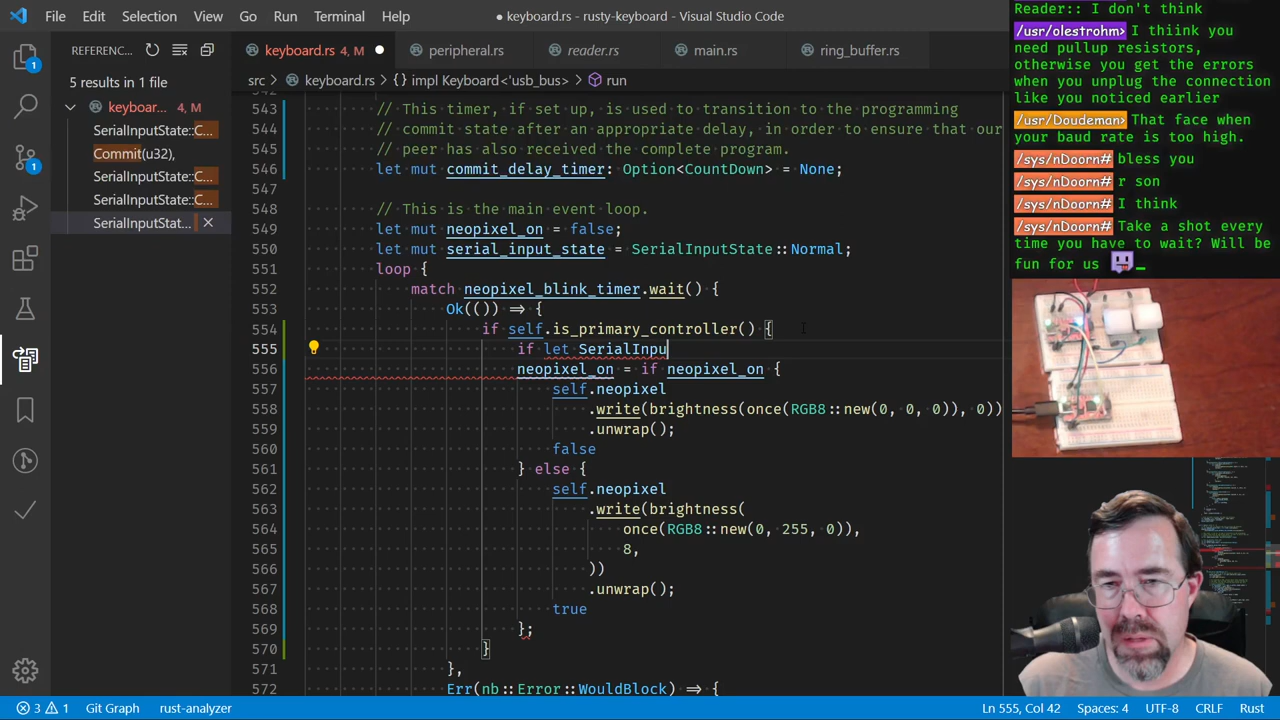 File Edit Selection View Go Run Terminal Help
● keyboard.rs - rusty-keyboard - Visual Studio Code
REFERENC...
5 results in 1 file
keyboar... 4, M
SerialInputState::C...
Commit(u32),
SerialInputState::C...
SerialInputState::C...
SerialInputStat...
keyboard.rs 4, M ● peripheral.rs reader.rs main.rs ring_buffer.rs
src > keyboard.rs > {} impl Keyboard<'usb_bus> > run
542
543 // This timer, if set up, is used to transition to the programming
544 // commit state after an appropriate delay, in order to ensure that our
545 // er has also received the complete program.
546 let mut commit_delay_timer: Option<CountDown> = None;
547
548 // This is the main event loop.
549 let mut neopixel_on = false;
550 let mut serial_input_state = SerialInputState::Normal;
551 loop {
552 match neopixel_blink_timer.wait() {
553 Ok(()) => {
554 if self.is_primary_controller() {
555 if let SerialInpu
556 neopixel_on = if neopixel_on {
557 self.neopixel
558 .write(brightness(once(RGB8::new(0, 0, 0)), 0))
559 .unwrap();
560 false
561 } else {
562 self.neopixel
563 .write(brightness(
564 once(RGB8::new(0, 255, 0)),
565 8,
566 ))
567 .unwrap();
568 true
569 };
570 }
571 },
572 Err(nb::Error::WouldBlock) => {
Reader:: I don't think
/usr/olestrohm> I thiink you
need pullup resistors,
otherwise you get the errors
when you unplug the connection
like you noticed earlier
/usr/Doudeman> That face when
your baud rate is too high.
/sys/nDoorn# bless you
/sys/nDoorn# r son
/sys/nDoorn# I think
/sys/nDoorn# Take a shot every
time you have to wait? Will be
fun for us _
1
1
3 1 Git Graph rust-analyzer
Ln 555, Col 42 Spaces: 4 UTF-8 CRLF Rust